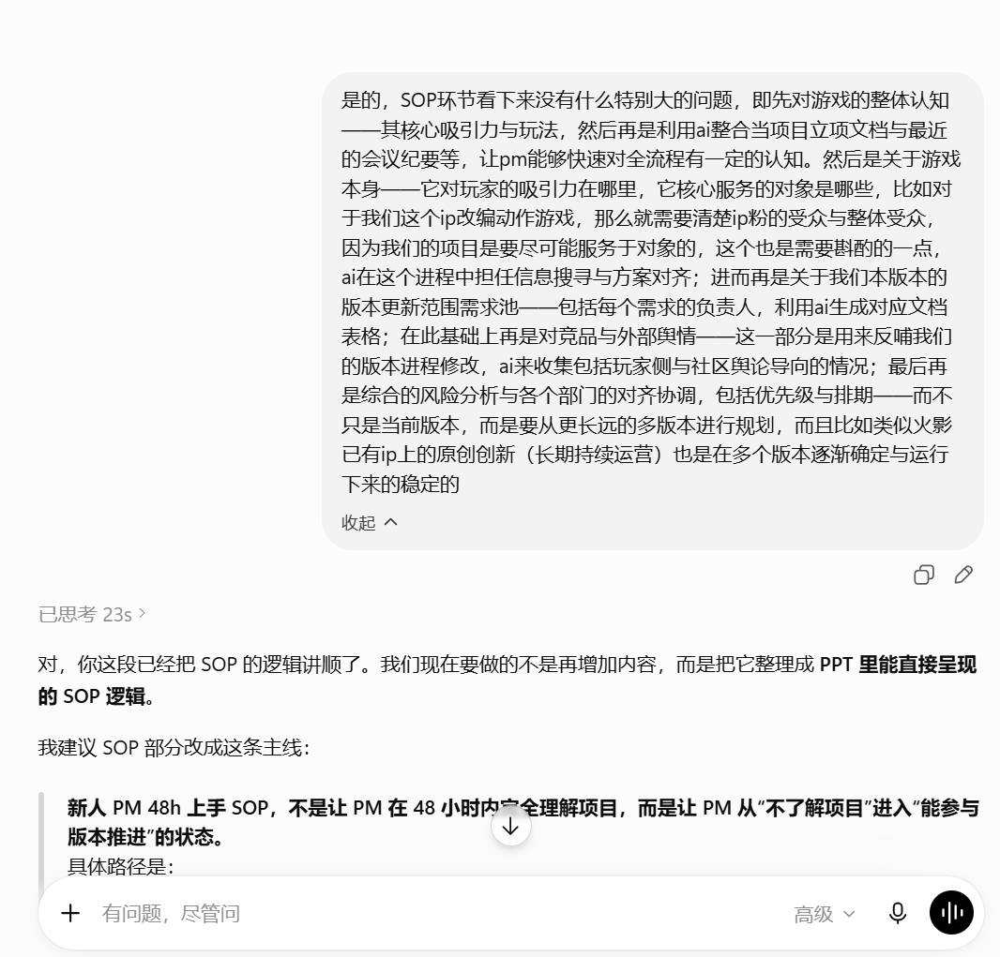 是的，SOP环节看下来没有什么特别大的问题，即先对游戏的整体认知
——其核心吸引力与玩法，然后再是利用ai整合当项目立项文档与最近
的会议纪要等，让pm能够快速对全流程有一定的认知。然后是关于游戏
本身——它对玩家的吸引力在哪里，它核心服务的对象是哪些，比如对
于我们这个ip改编动作游戏，那么就需要清楚ip粉的受众与整体受众，
因为我们的项目是要尽可能服务于对象的，这个也是需要斟酌的一点，
ai在这个进程中担任信息搜寻与方案对齐；进而再是关于我们本版本的
版本更新范围需求池——包括每个需求的负责人，利用ai生成对应文档
表格；在此基础上再是对竞品与外部舆情——这一部分是用来反哺我们
的版本进程修改，ai来收集包括玩家侧与社区舆论导向的情况；最后再
是综合的风险分析与各个部门的对齐协调，包括优先级与排期——而不
只是当前版本，而是要从更长远的多版本进行规划，而且比如类似火影
已有ip上的原创创新（长期持续运营）也是在多个版本逐渐确定与运行
下来的稳定的
收起
已思考 23s
对，你这段已经把 SOP 的逻辑讲顺了。我们现在要做的不是再增加内容，而是把它整理成 PPT 里能直接呈现
的 SOP 逻辑。
我建议 SOP 部分改成这条主线：
新人 PM 48h 上手 SOP，不是让 PM 在 48 小时内完全理解项目，而是让 PM 从“不了解项目”进入“能参与
版本推进”的状态。
具体路径是：
有问题，尽管问
高级